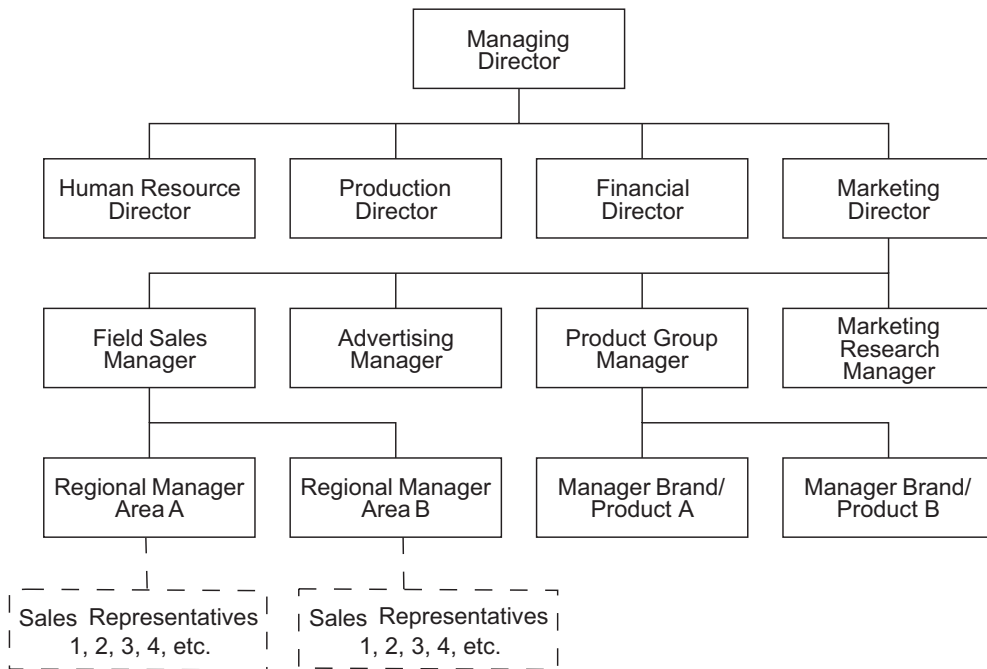 Managing
Director
Human Resource
Director
Production
Director
Financial
Director
Marketing
Director
Field Sales
Manager
Advertising
Manager
Product Group
Manager
Marketing
Research
Manager
Regional Manager
Area A
Regional Manager
Area B
Manager Brand/
Product A
Manager Brand/
Product B
Sales Representatives
1, 2, 3, 4, etc.
Sales Representatives
1, 2, 3, 4, etc.